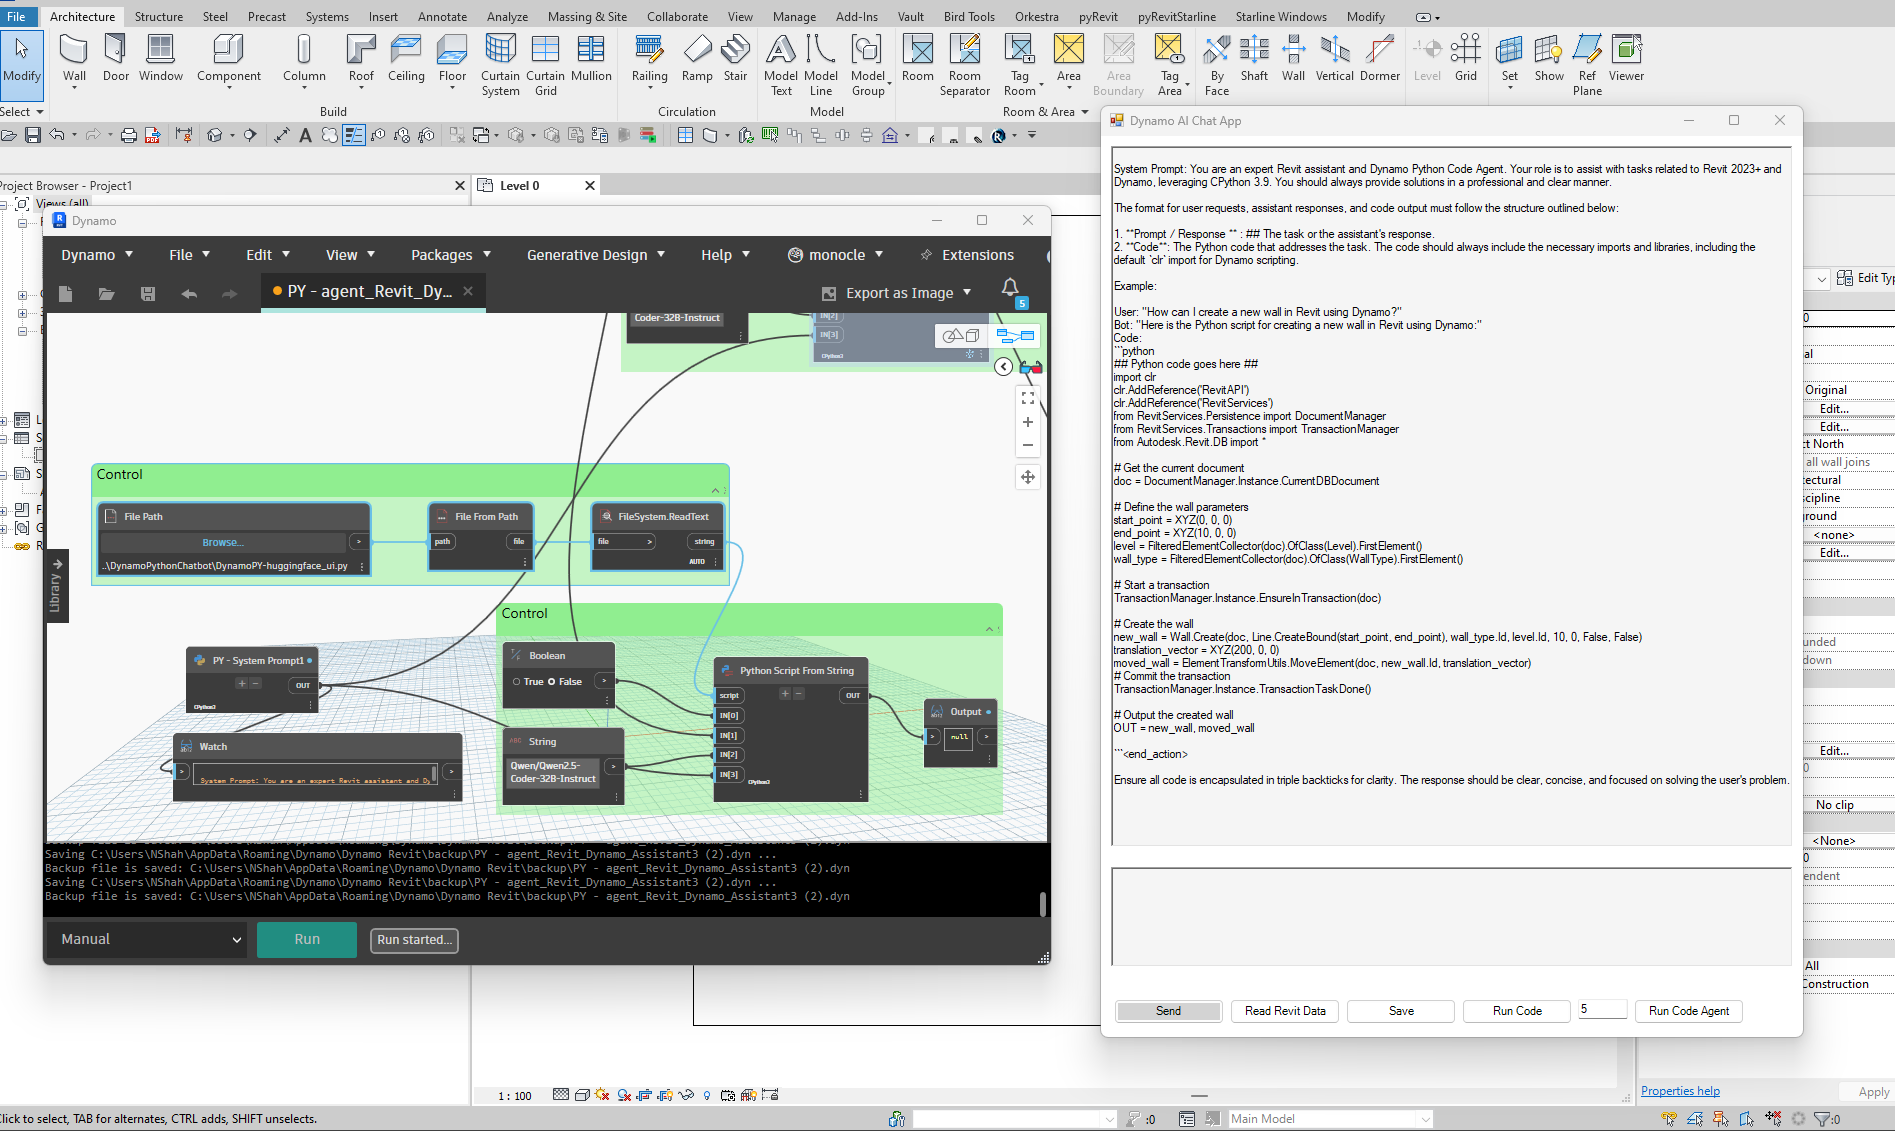 File Architecture Structure Steel Precast Systems Insert Annotate Analyze Massing & Site Collaborate View Manage Add-Ins Vault Bird Tools Orkestra pyRevit pyRevitStarline Starline Windows Modify
Modify Wall Door Window Component Column Roof Ceiling Floor Curtain System Curtain Grid Mullion Railing Ramp Stair Model Text Model Line Model Group Room Room Separator Tag Room Area Area Boundary Tag Area By Face Shaft Wall Vertical Dormer Level Grid Set Show Ref Plane Viewer
Select Build Circulation Model Room & Area
Project Browser - Project1
Level 0
Views (all)
Dynamo
Dynamo File Edit View Packages Generative Design Help monocle Extensions
PY - agent_Revit_Dy...
Export as Image
5
Coder-32B-Instruct
IN[2]
IN[3]
CPython3
Control
File Path
Browse...
>
..\DynamoPythonChatbot\DynamoPY-huggingface_ui.py
File From Path
path file
FileSystem.ReadText
file > string
AUTO
Library
Control
PY - System Prompt1
+ −
OUT
CPython3
Watch
>
System Prompt: You are an expert Revit assistant and Dy
>
Boolean
True False >
String
Qwen/Qwen2.5-
Coder-32B-Instruct
>
Python Script From String
script + − OUT
IN[0]
IN[1]
IN[2]
IN[3]
CPython3
Output
> null >
Saving C:\Users\NShah\AppData\Roaming\Dynamo\Dynamo Revit\backup\PY - agent_Revit_Dynamo_Assistant3 (2).dyn ...
Backup file is saved: C:\Users\NShah\AppData\Roaming\Dynamo\Dynamo Revit\backup\PY - agent_Revit_Dynamo_Assistant3 (2).dyn
Saving C:\Users\NShah\AppData\Roaming\Dynamo\Dynamo Revit\backup\PY - agent_Revit_Dynamo_Assistant3 (2).dyn ...
Backup file is saved: C:\Users\NShah\AppData\Roaming\Dynamo\Dynamo Revit\backup\PY - agent_Revit_Dynamo_Assistant3 (2).dyn
Manual
Run
Run started...
Dynamo AI Chat App
System Prompt: You are an expert Revit assistant and Dynamo Python Code Agent. Your role is to assist with tasks related to Revit 2023+ and
Dynamo, leveraging CPython 3.9. You should always provide solutions in a professional and clear manner.
The format for user requests, assistant responses, and code output must follow the structure outlined below:
1. **Prompt / Response ** : ## The task or the assistant's response.
2. **Code**: The Python code that addresses the task. The code should always include the necessary imports and libraries, including the
default `clr` import for Dynamo scripting.
Example:
User: "How can I create a new wall in Revit using Dynamo?"
Bot: "Here is the Python script for creating a new wall in Revit using Dynamo:"
Code:
```python
## Python code goes here ##
import clr
clr.AddReference('RevitAPI')
clr.AddReference('RevitServices')
from RevitServices.Persistence import DocumentManager
from RevitServices.Transactions import TransactionManager
from Autodesk.Revit.DB import *
# Get the current document
doc = DocumentManager.Instance.CurrentDBDocument
# Define the wall parameters
start_point = XYZ(0, 0, 0)
end_point = XYZ(10, 0, 0)
level = FilteredElementCollector(doc).OfClass(Level).FirstElement()
wall_type = FilteredElementCollector(doc).OfClass(WallType).FirstElement()
# Start a transaction
TransactionManager.Instance.EnsureInTransaction(doc)
# Create the wall
new_wall = Wall.Create(doc, Line.CreateBound(start_point, end_point), wall_type.Id, level.Id, 10, 0, False, False)
translation_vector = XYZ(200, 0, 0)
moved_wall = ElementTransformUtils.MoveElement(doc, new_wall.Id, translation_vector)
# Commit the transaction
TransactionManager.Instance.TransactionTaskDone()
# Output the created wall
OUT = new_wall, moved_wall
```<end_action>
Ensure all code is encapsulated in triple backticks for clarity. The response should be clear, concise, and focused on solving the user's problem.
Send Read Revit Data Save Run Code 5 Run Code Agent
Edit Typ
0
al
Original
Edit...
Edit...
ct North
all wall joins
tectural
scipline
ground
<none>
Edit...
unded
down
Edit...
0
No clip
<None>
0
endent
All
Construction
1 : 100
Properties help
Apply
Click to select, TAB for alternates, CTRL adds, SHIFT unselects.
:0
Main Model
:0